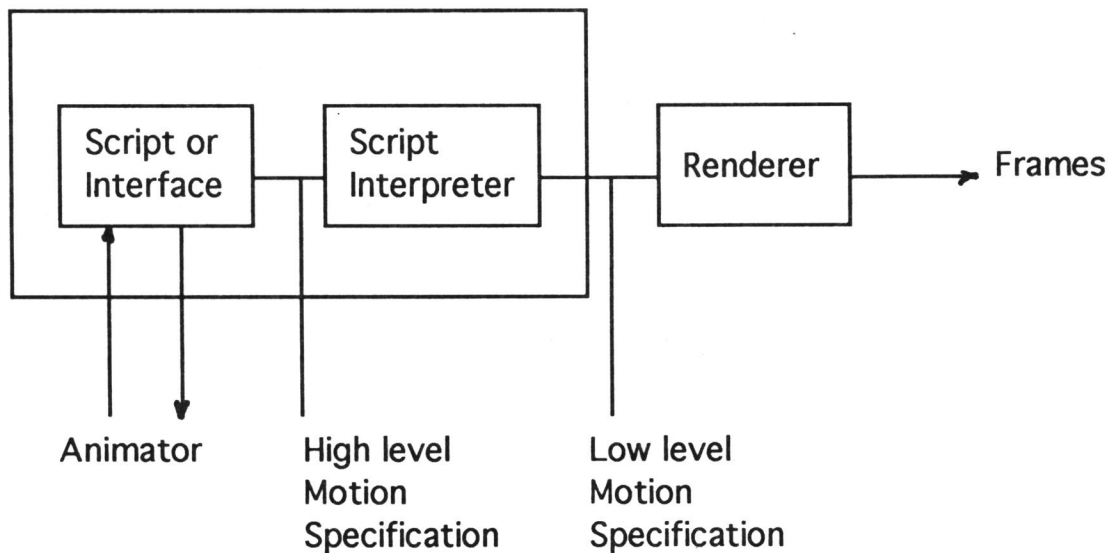 Script or
Interface
Script
Interpreter
Renderer
Frames
Animator
High level
Motion
Specification
Low level
Motion
Specification